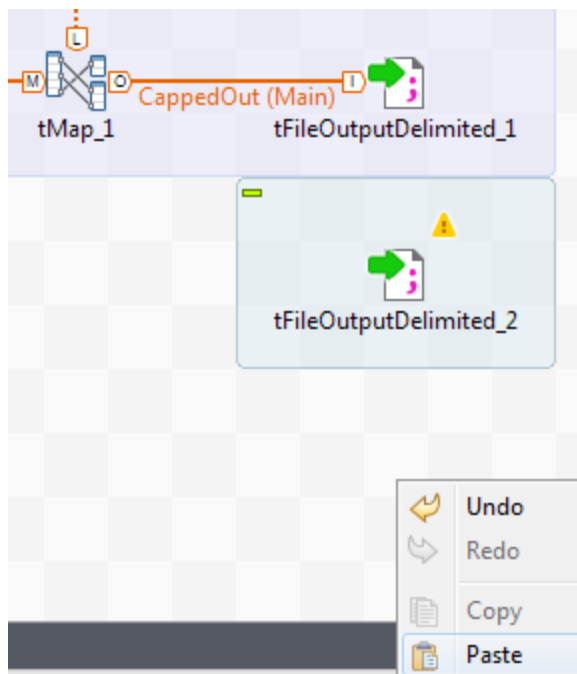 L
M
O
CappedOut (Main)
I
tMap_1
tFileOutputDelimited_1
tFileOutputDelimited_2
Undo
Redo
Copy
Paste